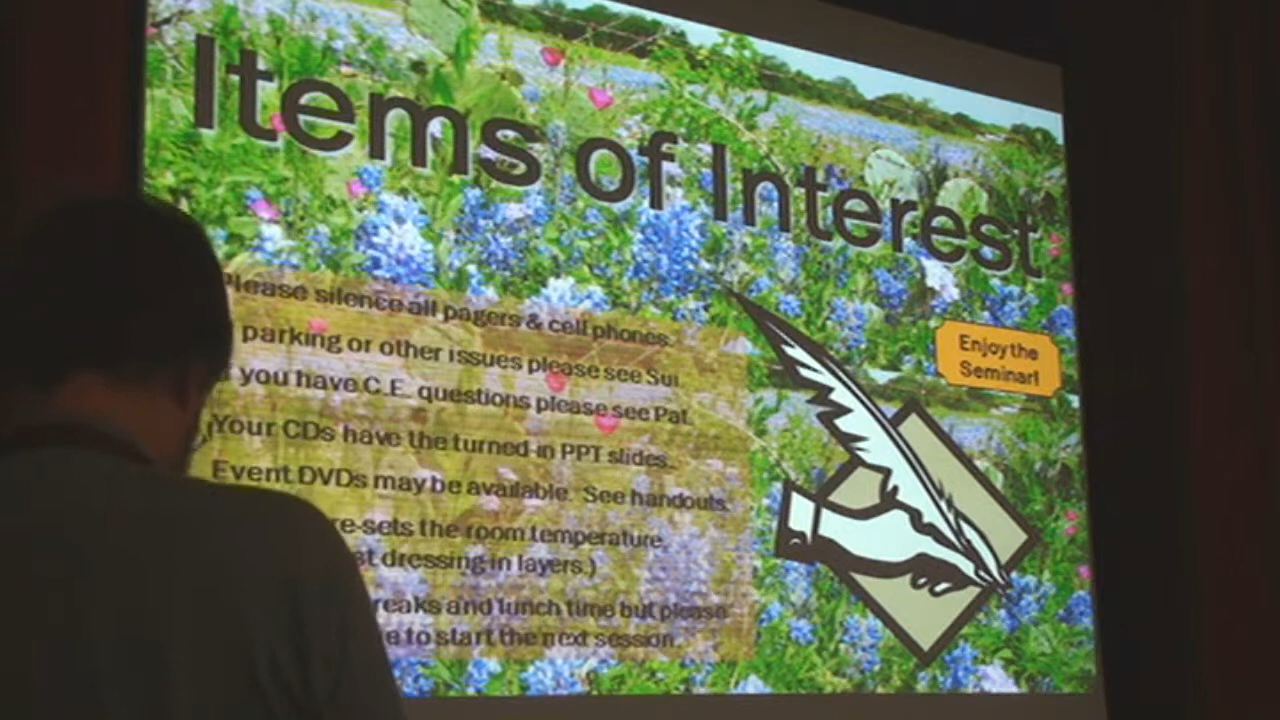 Items of Interest
Please silence all pagers & cell phones.
parking or other issues please see Sui
you have C.E. questions please see Pat.
Your CDs have the turned-in PPT slides.
Event DVDs may be available. See handouts.
re-sets the room temperature.
dressing in layers.)
and lunch time but please
to start the next session.
Enjoy the
Seminar!